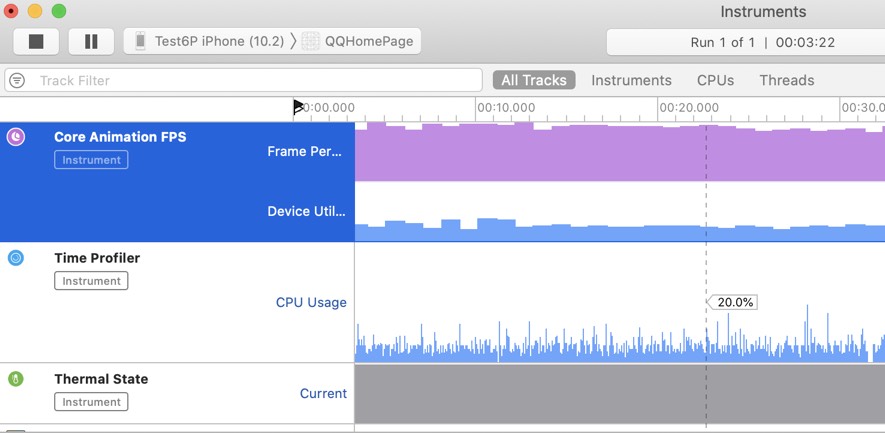 Instruments
Test6P iPhone (10.2) 〉 QQHomePage
Run 1 of 1 | 00:03:22
Track Filter
All Tracks Instruments CPUs Threads
00:00.000 00:10.000 00:20.000 00:30.0
Core Animation FPS
Instrument
Frame Per...
Device Util...
Time Profiler
Instrument
CPU Usage
20.0%
Thermal State
Instrument
Current